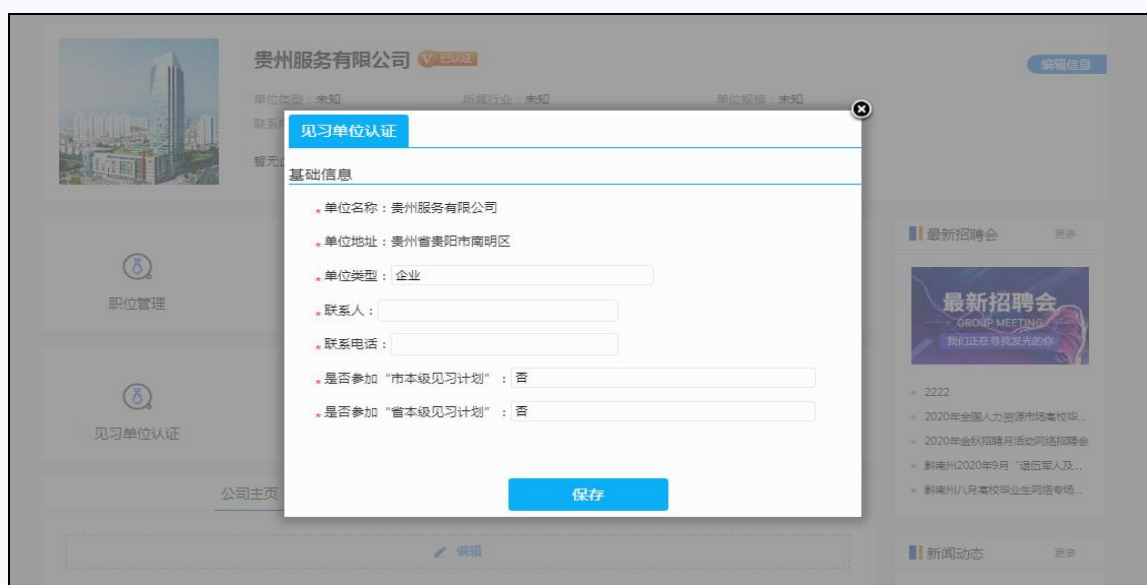 贵州服务有限公司 V 已认证
编辑信息
单位类型：未知 所属行业：未知 单位规模：未知
联系
暂无
见习单位认证
基础信息
*单位名称：贵州服务有限公司
*单位地址：贵州省贵阳市南明区
*单位类型：企业
*联系人：
*联系电话：
*是否参加“市本级见习计划”：否
*是否参加“省本级见习计划”：否
保存
职位管理
见习单位认证
公司主页
编辑
最新招聘会 更多
最新招聘会
GROUP MEETING
我们正在寻找发光的你
2222
2020年全国人力资源市场高校毕...
2020年金秋招聘月活动网络招聘会
黔南州2020年9月“退伍军人及...
黔南州八月高校毕业生网络专场...
新闻动态 更多